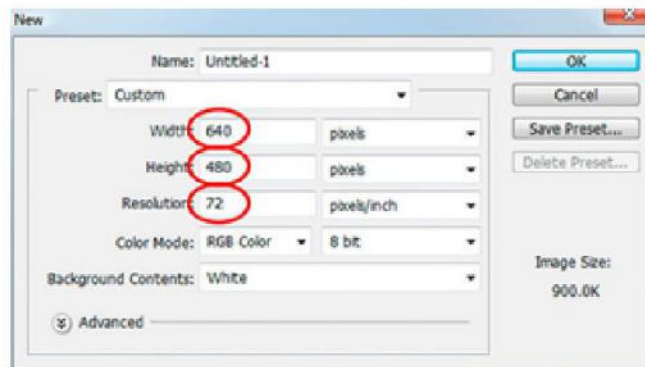 New
Name: Untitled-1
OK
Preset: Custom
Cancel
Width: 640 pixels
Save Preset...
Height: 480 pixels
Delete Preset...
Resolution: 72 pixels/inch
Color Mode: RGB Color 8 bit
Image Size:
Background Contents: White
900.0K
Advanced